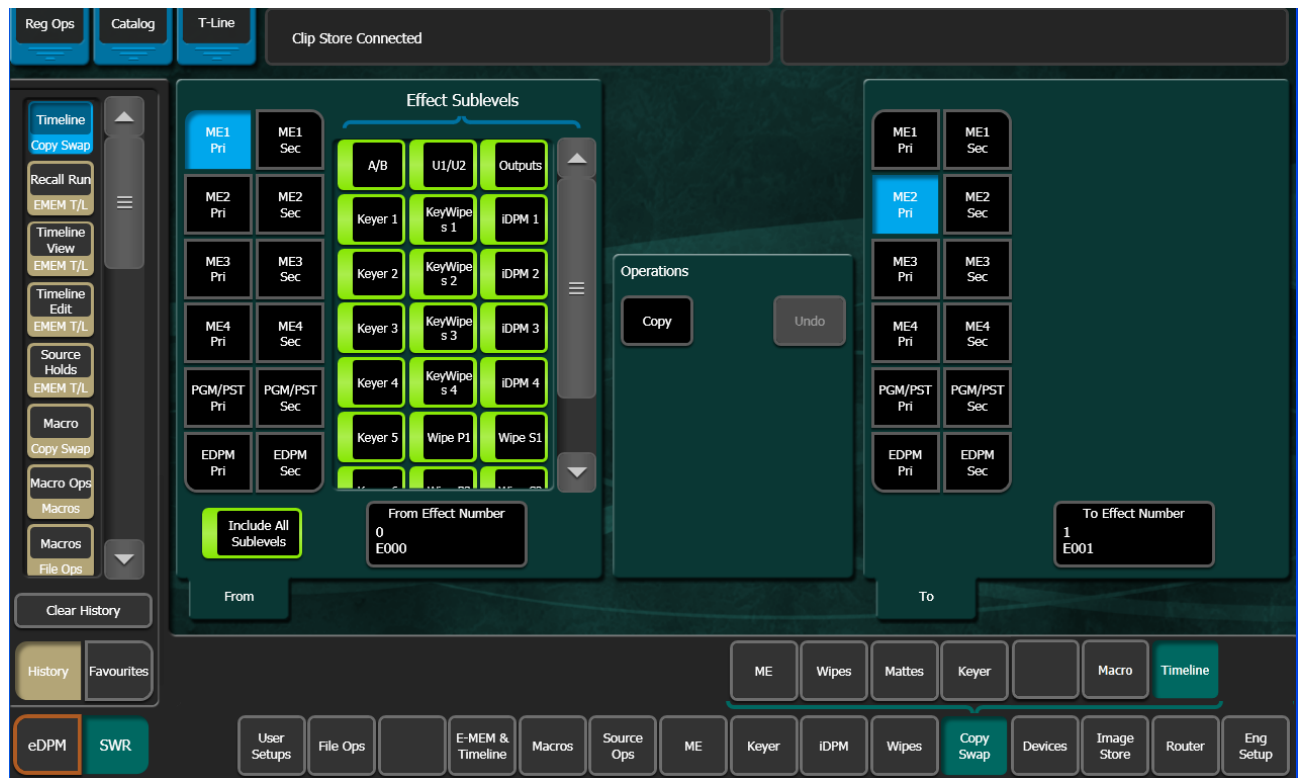 Reg Ops
Catalog
T-Line
Clip Store Connected
Timeline
Copy Swap
Recall Run
EMEM T/L
Timeline
View
EMEM T/L
Timeline
Edit
EMEM T/L
Source
Holds
EMEM T/L
Macro
Copy Swap
Macro Ops
Macros
Macros
File Ops
Clear History
History
Favourites
ME1
Pri
ME1
Sec
ME2
Pri
ME2
Sec
ME3
Pri
ME3
Sec
ME4
Pri
ME4
Sec
PGM/PST
Pri
PGM/PST
Sec
EDPM
Pri
EDPM
Sec
Include All
Sublevels
Effect Sublevels
A/B
U1/U2
Outputs
Keyer 1
KeyWipe
s 1
iDPM 1
Keyer 2
KeyWipe
s 2
iDPM 2
Keyer 3
KeyWipe
s 3
iDPM 3
Keyer 4
KeyWipe
s 4
iDPM 4
Keyer 5
Wipe P1
Wipe S1
From Effect Number
0
E000
From
Operations
Copy
Undo
ME1
Pri
ME1
Sec
ME2
Pri
ME2
Sec
ME3
Pri
ME3
Sec
ME4
Pri
ME4
Sec
PGM/PST
Pri
PGM/PST
Sec
EDPM
Pri
EDPM
Sec
To Effect Number
1
E001
To
ME
Wipes
Mattes
Keyer
Macro
Timeline
eDPM
SWR
User
Setups
File Ops
E-MEM &
Timeline
Macros
Source
Ops
ME
Keyer
iDPM
Wipes
Copy
Swap
Devices
Image
Store
Router
Eng
Setup